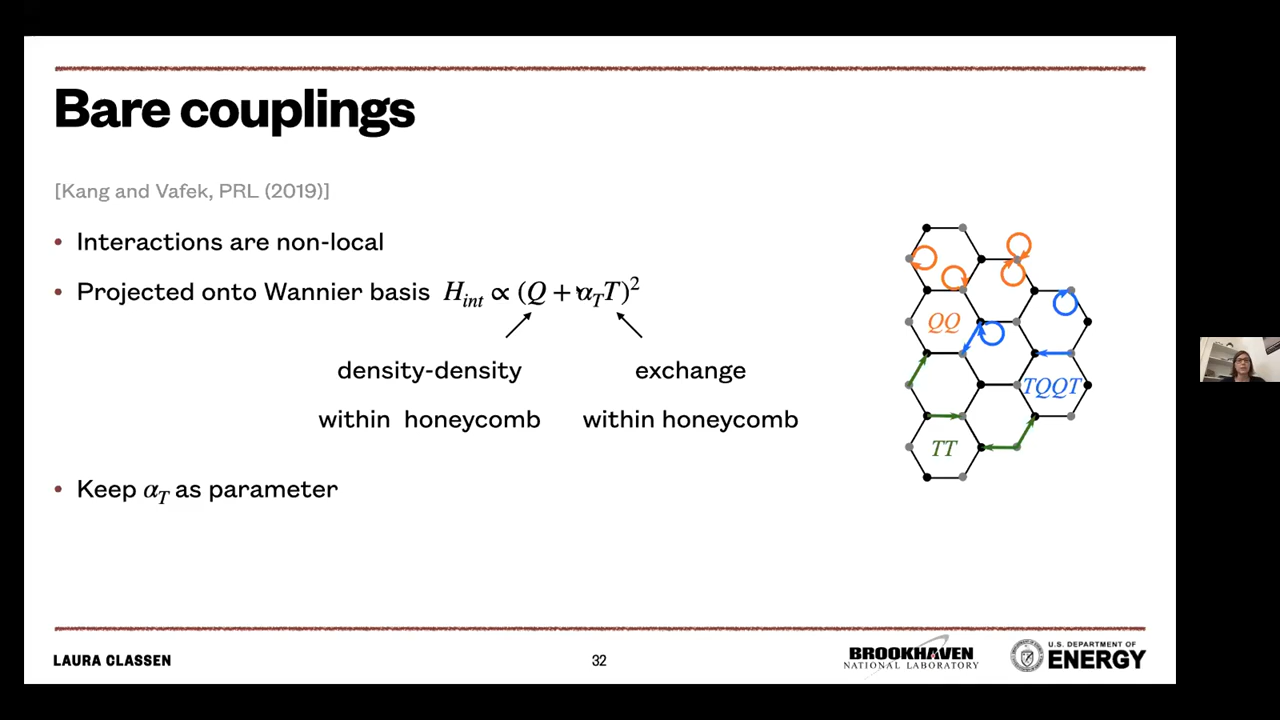 Bare couplings
[Kang and Vafek, PRL (2019)]
• Interactions are non-local
• Projected onto Wannier basis H_int ∝ (Q + α_T T)²
density-density exchange
within honeycomb within honeycomb
• Keep α_T as parameter
QQ
TQQT
TT
LAURA CLASSEN
32
BROOKHAVEN
NATIONAL LABORATORY
U.S. DEPARTMENT OF
ENERGY